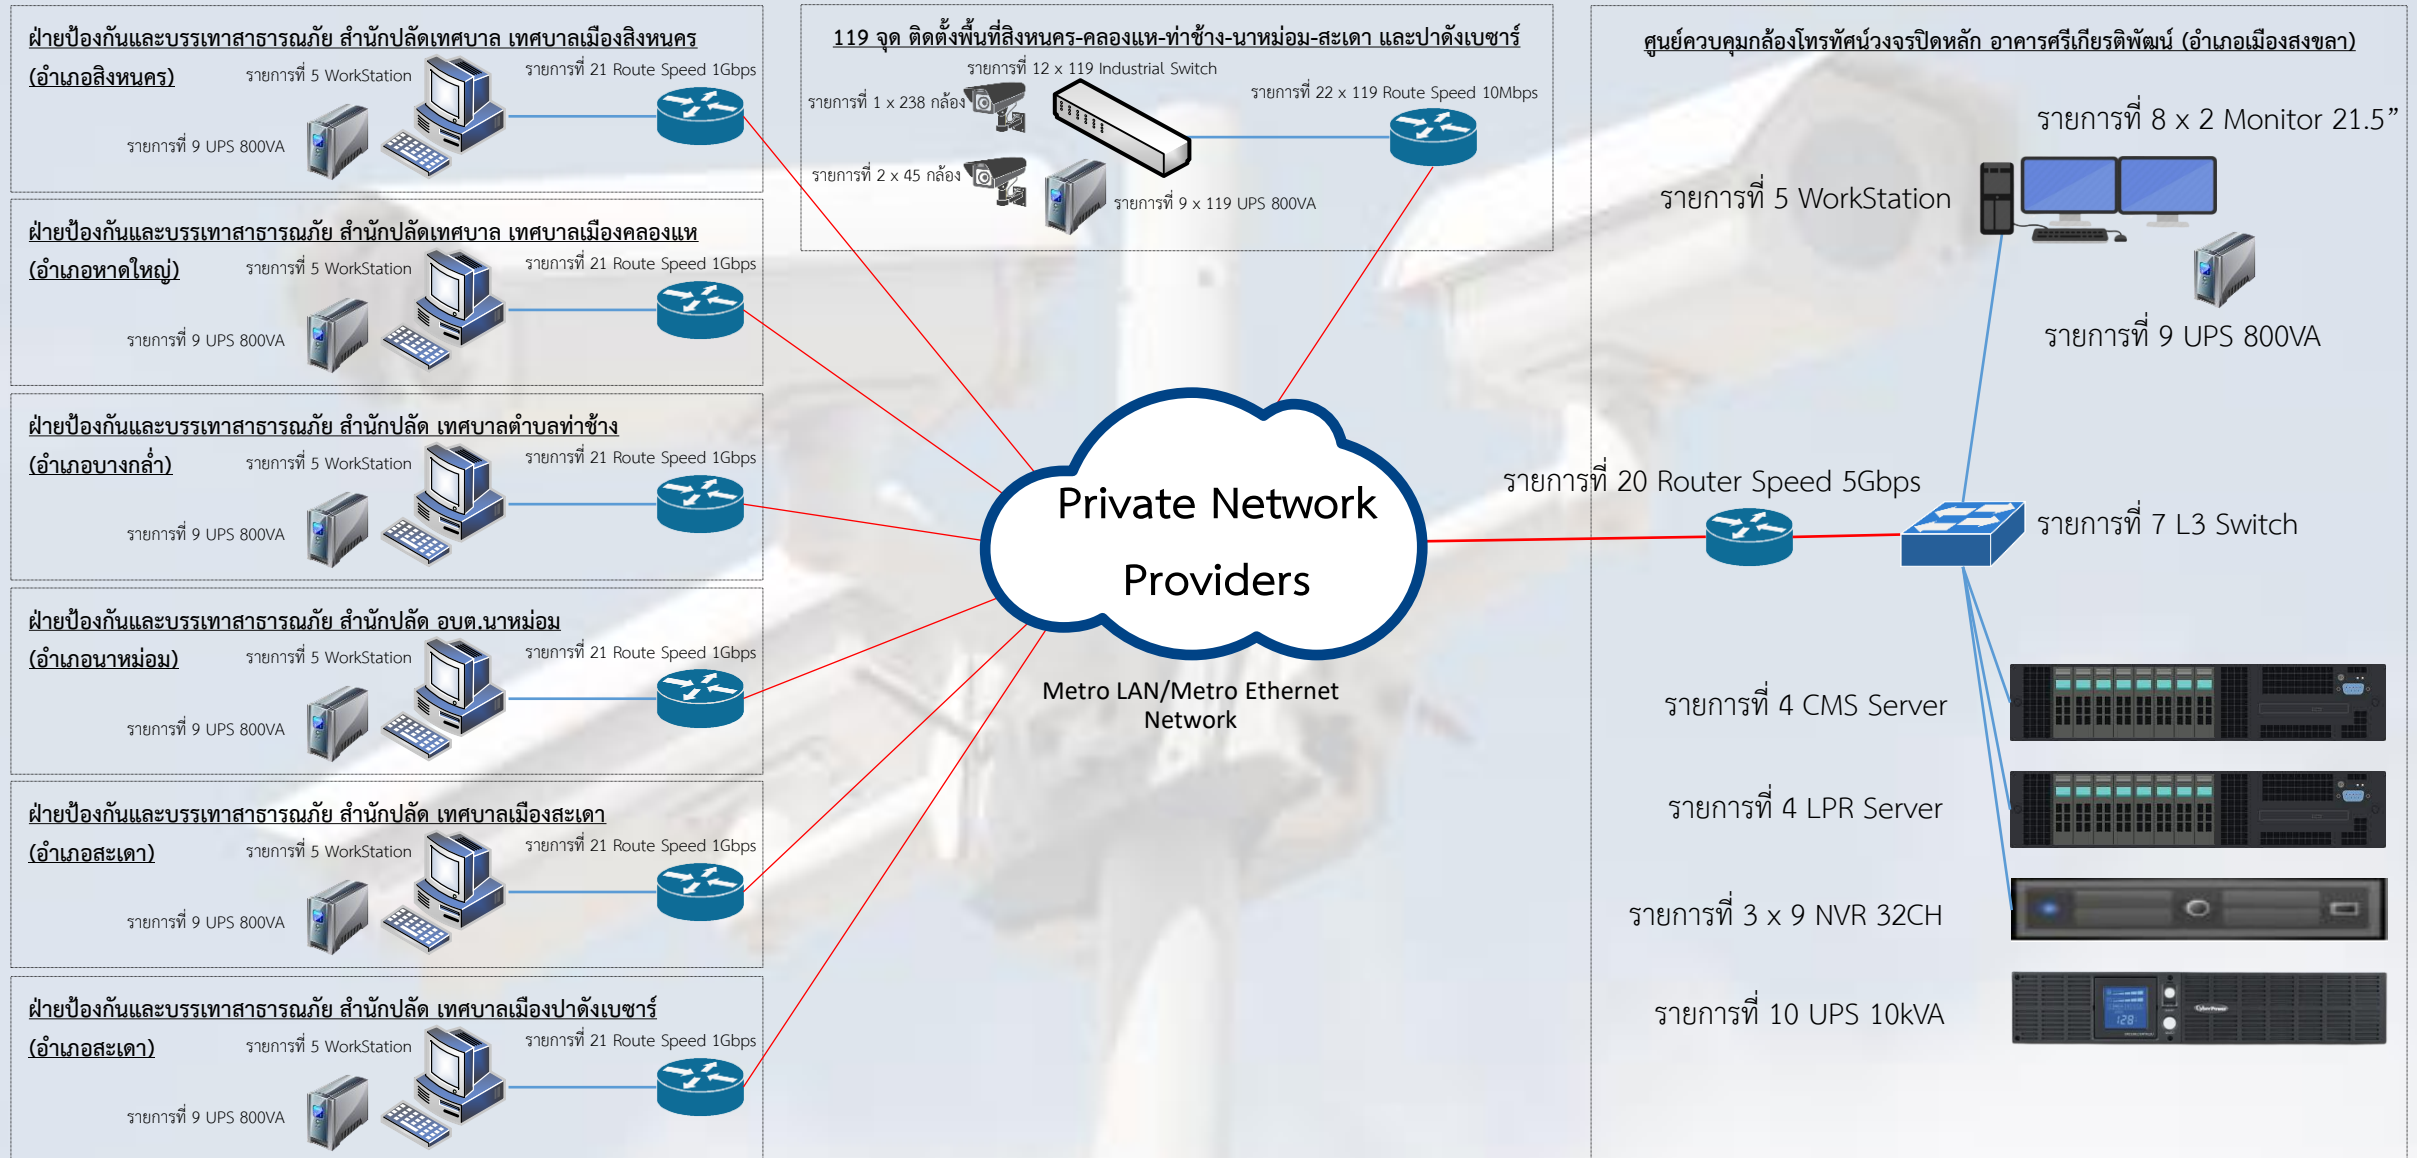 ฝ่ายป้องกันและบรรเทาสาธารณภัย สำนักปลัดเทศบาล เทศบาลเมืองสิงหนคร
(อำเภอสิงหนคร)
รายการที่ 5 WorkStation
รายการที่ 21 Route Speed 1Gbps
รายการที่ 9 UPS 800VA
ฝ่ายป้องกันและบรรเทาสาธารณภัย สำนักปลัดเทศบาล เทศบาลเมืองคลองแห
(อำเภอหาดใหญ่)
รายการที่ 5 WorkStation
รายการที่ 21 Route Speed 1Gbps
รายการที่ 9 UPS 800VA
ฝ่ายป้องกันและบรรเทาสาธารณภัย สำนักปลัด เทศบาลตำบลท่าช้าง
(อำเภอบางกล่ำ)
รายการที่ 5 WorkStation
รายการที่ 21 Route Speed 1Gbps
รายการที่ 9 UPS 800VA
ฝ่ายป้องกันและบรรเทาสาธารณภัย สำนักปลัด อบต.นาหม่อม
(อำเภอนาหม่อม)
รายการที่ 5 WorkStation
รายการที่ 21 Route Speed 1Gbps
รายการที่ 9 UPS 800VA
ฝ่ายป้องกันและบรรเทาสาธารณภัย สำนักปลัด เทศบาลเมืองสะเดา
(อำเภอสะเดา)
รายการที่ 5 WorkStation
รายการที่ 21 Route Speed 1Gbps
รายการที่ 9 UPS 800VA
ฝ่ายป้องกันและบรรเทาสาธารณภัย สำนักปลัด เทศบาลเมืองปาดังเบซาร์
(อำเภอสะเดา)
รายการที่ 5 WorkStation
รายการที่ 21 Route Speed 1Gbps
รายการที่ 9 UPS 800VA
119 จุด ติดตั้งพื้นที่สิงหนคร-คลองแห-ท่าช้าง-นาหม่อม-สะเดา และปาดังเบซาร์
รายการที่ 12 x 119 Industrial Switch
รายการที่ 1 x 238 กล้อง
รายการที่ 22 x 119 Route Speed 10Mbps
รายการที่ 2 x 45 กล้อง
รายการที่ 9 x 119 UPS 800VA
Private Network
Providers
Metro LAN/Metro Ethernet
Network
ศูนย์ควบคุมกล้องโทรทัศน์วงจรปิดหลัก อาคารศรีเกียรติพัฒน์ (อำเภอเมืองสงขลา)
รายการที่ 8 x 2 Monitor 21.5”
รายการที่ 5 WorkStation
รายการที่ 9 UPS 800VA
รายการที่ 20 Router Speed 5Gbps
รายการที่ 7 L3 Switch
รายการที่ 4 CMS Server
รายการที่ 4 LPR Server
รายการที่ 3 x 9 NVR 32CH
รายการที่ 10 UPS 10kVA
CyberPower
128